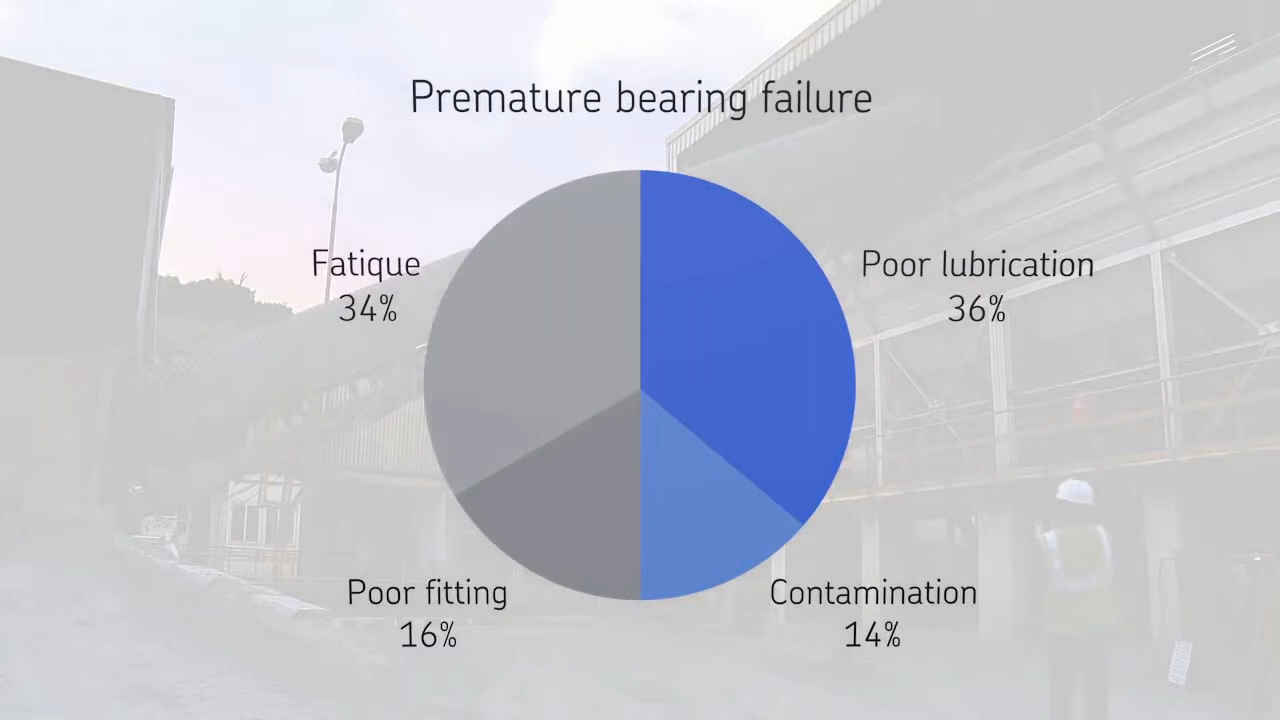 Premature bearing failure
Fatique
34%
Poor lubrication
36%
Poor fitting
16%
Contamination
14%